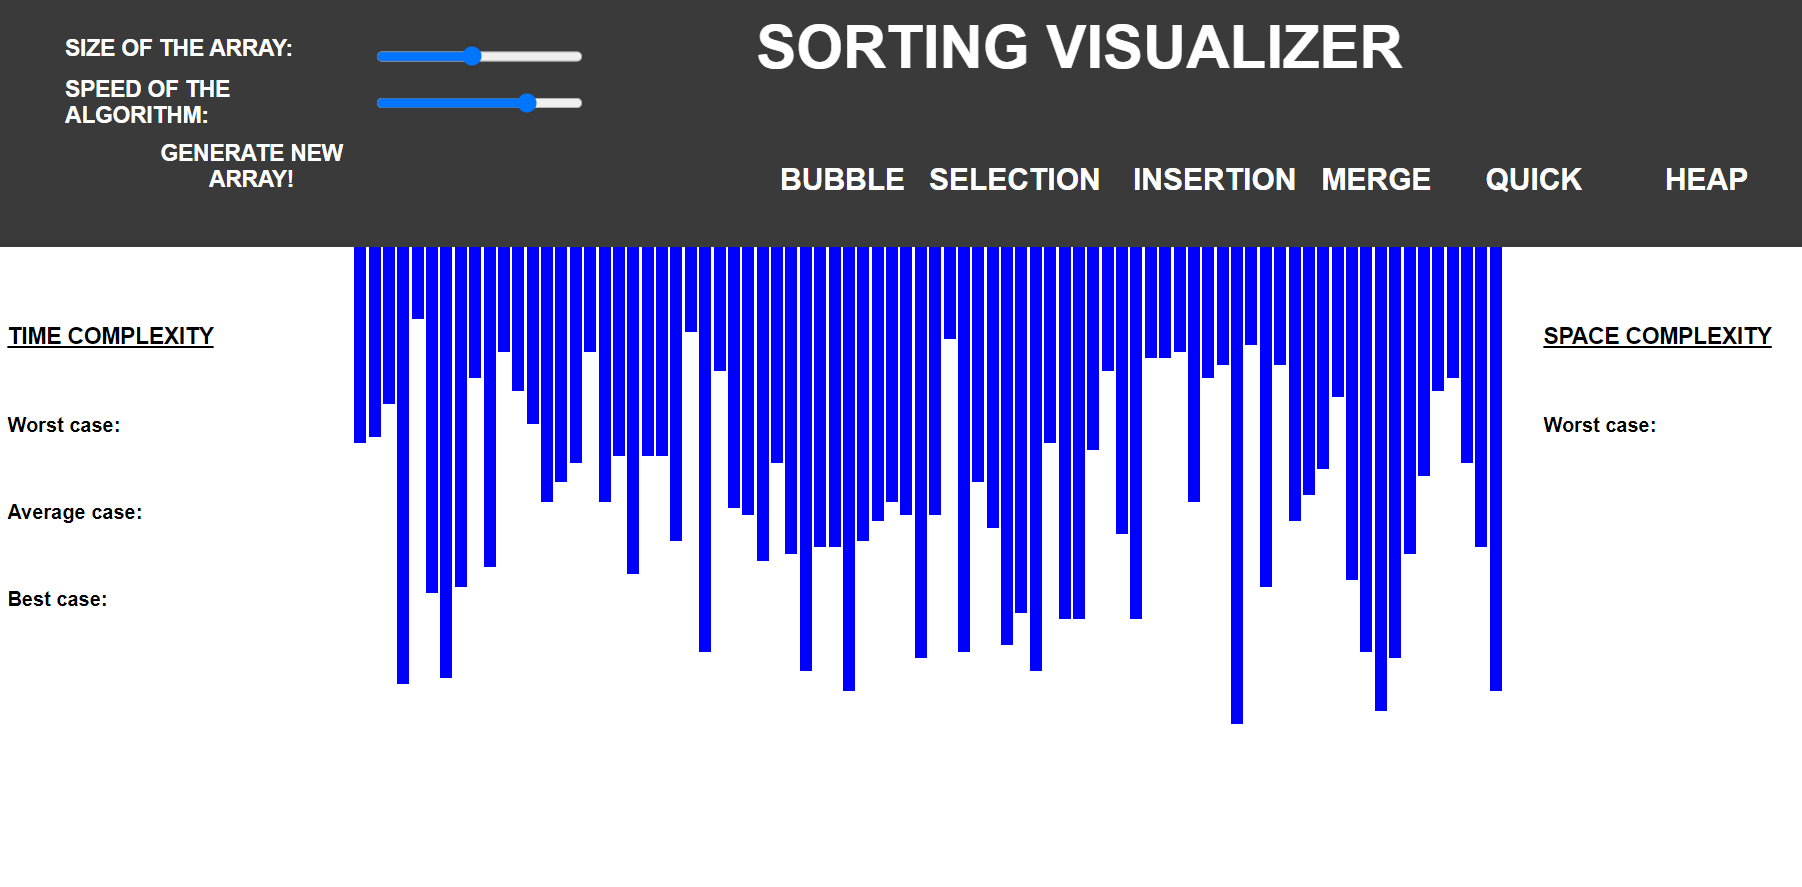 SIZE OF THE ARRAY:
SPEED OF THE
ALGORITHM:
GENERATE NEW
ARRAY!
SORTING VISUALIZER
BUBBLE SELECTION INSERTION MERGE QUICK HEAP
TIME COMPLEXITY
Worst case:
Average case:
Best case:
SPACE COMPLEXITY
Worst case: